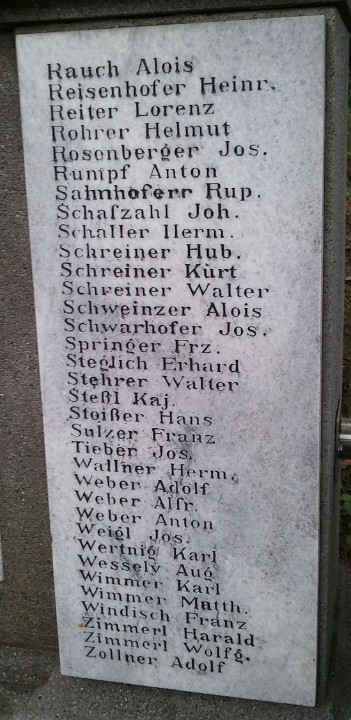 Rauch Alois
Reisenhofer Heinr.
Reiter Lorenz
Rohrer Helmut
Rosenberger Jos.
Rumpf Anton
Sahnhoferr Rup.
Schafzahl Joh.
Schaller Herm.
Schreiner Hub.
Schreiner Kurt
Schreiner Walter
Schweinzer Alois
Schwarhofer Jos.
Springer Frz.
Steglich Erhard
Stehrer Walter
Steßl Kaj.
Stoißer Hans
Sulzer Franz
Tieber Jos.
Wallner Herm.
Weber Adolf
Weber Alfr.
Weber Anton
Weigl Jos.
Wertnig Karl
Wessely Aug
Wimmer Karl
Wimmer Matth.
Windisch Franz
Zimmerl Harald
Zimmerl Wolfg.
Zollner Adolf